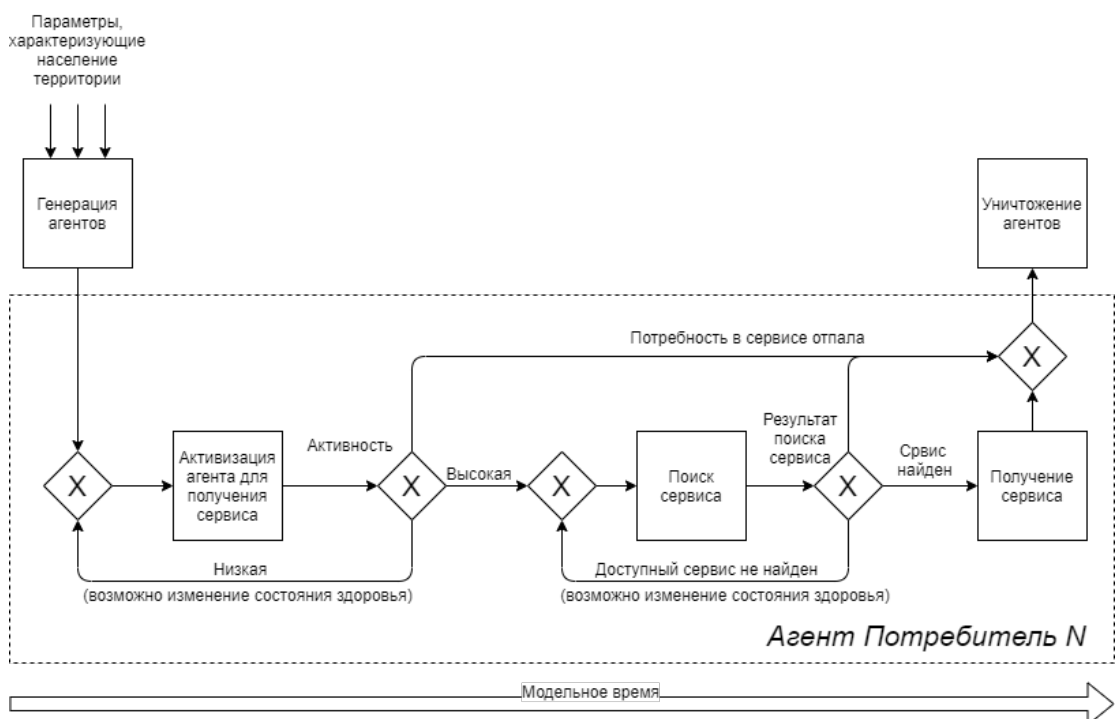 Параметры,
характеризующие
население
территории
Генерация
агентов
Уничтожение
агентов
Потребность в сервисе отпала
X
X
Активизация
агента для
получения
сервиса
Активность
X
Высокая
X
Поиск
сервиса
Результат
поиска
сервиса
X
Срвис
найден
Получение
сервиса
Низкая
(возможно изменение состояния здоровья)
Доступный сервис не найден
(возможно изменение состояния здоровья)
Агент Потребитель N
Модельное время